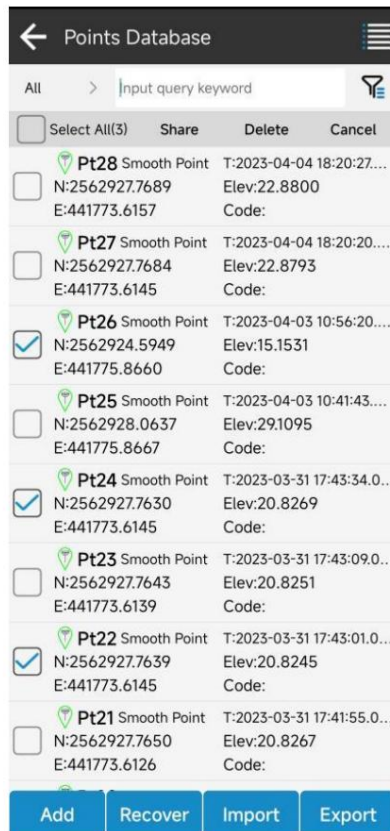 Points Database
All > Input query keyword
Select All(3) Share Delete Cancel
Pt28 Smooth Point T:2023-04-04 18:20:27....
N:2562927.7689 Elev:22.8800
E:441773.6157 Code:
Pt27 Smooth Point T:2023-04-04 18:20:20....
N:2562927.7684 Elev:22.8793
E:441773.6145 Code:
Pt26 Smooth Point T:2023-04-03 10:56:20....
N:2562924.5949 Elev:15.1531
E:441775.8660 Code:
Pt25 Smooth Point T:2023-04-03 10:41:43....
N:2562928.0637 Elev:29.1095
E:441775.8667 Code:
Pt24 Smooth Point T:2023-03-31 17:43:34.0...
N:2562927.7630 Elev:20.8269
E:441773.6145 Code:
Pt23 Smooth Point T:2023-03-31 17:43:09.0...
N:2562927.7643 Elev:20.8251
E:441773.6139 Code:
Pt22 Smooth Point T:2023-03-31 17:43:01.0...
N:2562927.7639 Elev:20.8245
E:441773.6145 Code:
Pt21 Smooth Point T:2023-03-31 17:41:55.0...
N:2562927.7650 Elev:20.8267
E:441773.6126 Code:
Add Recover Import Export